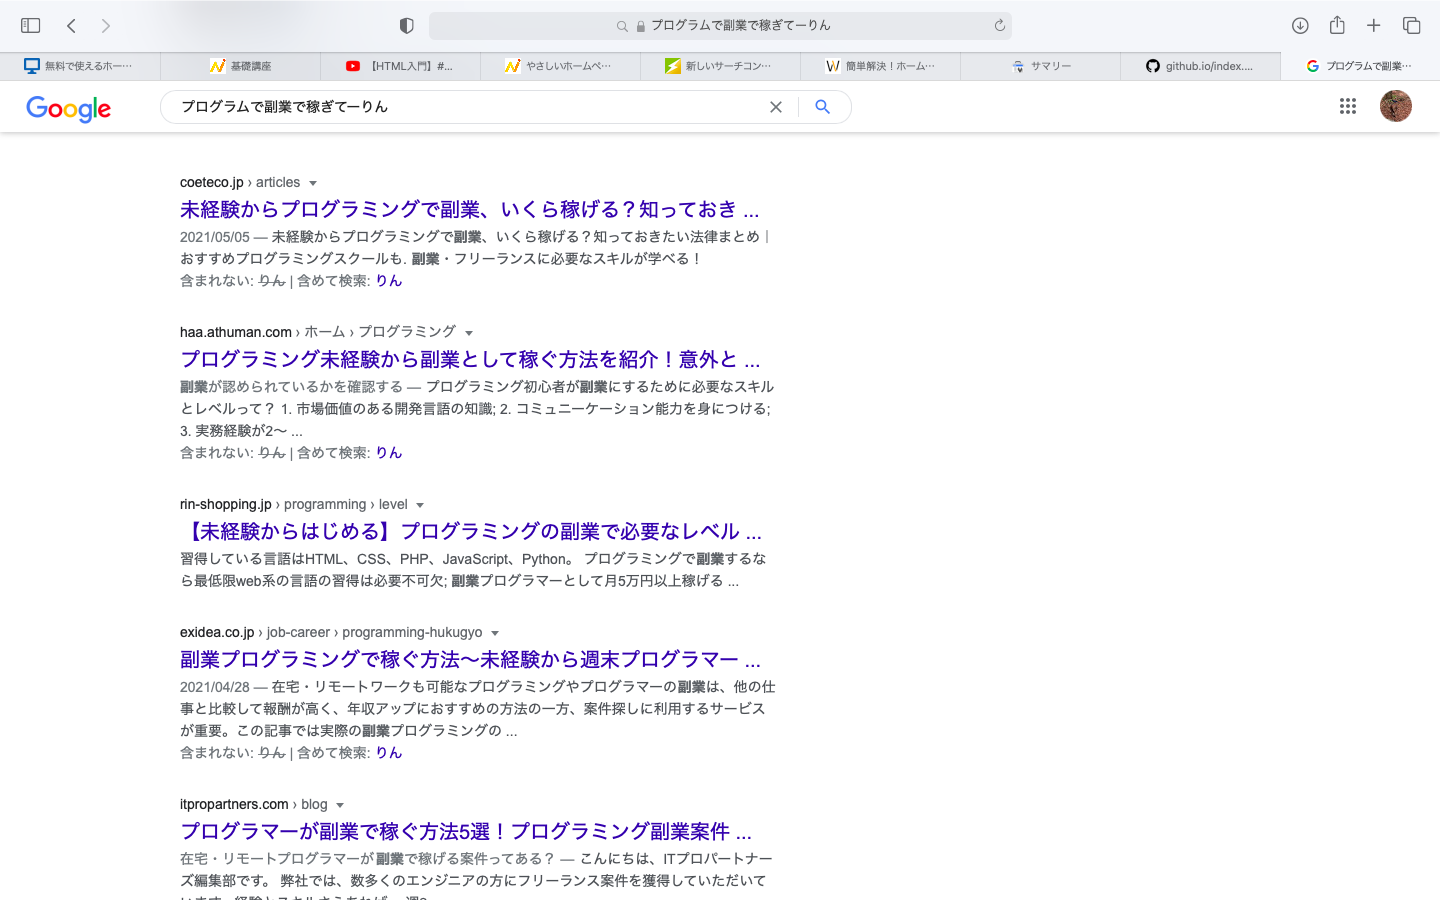 プログラムで副業で稼ぎてーりん
無料で使えるホー…
基礎講座
【HTML入門】#...
やさしいホームペ…
新しいサーチコン…
簡単解決！ホーム…
サマリー
github.io/index....
プログラムで副業…
Google
プログラムで副業で稼ぎてーりん
coeteco.jp › articles
未経験からプログラミングで副業、いくら稼げる？知っておき ...
2021/05/05 — 未経験からプログラミングで副業、いくら稼げる？知っておきたい法律まとめ｜
おすすめプログラミングスクールも. 副業・フリーランスに必要なスキルが学べる！
含まれない: りん | 含めて検索: りん
haa.athuman.com › ホーム › プログラミング
プログラミング未経験から副業として稼ぐ方法を紹介！意外と ...
副業が認められているかを確認する — プログラミング初心者が副業にするために必要なスキル
とレベルって？ 1. 市場価値のある開発言語の知識; 2. コミュニーケーション能力を身につける;
3. 実務経験が2〜 ...
含まれない: りん | 含めて検索: りん
rin-shopping.jp › programming › level
【未経験からはじめる】プログラミングの副業で必要なレベル ...
習得している言語はHTML、CSS、PHP、JavaScript、Python。 プログラミングで副業するな
ら最低限web系の言語の習得は必要不可欠; 副業プログラマーとして月5万円以上稼げる ...
exidea.co.jp › job-career › programming-hukugyo
副業プログラミングで稼ぐ方法〜未経験から週末プログラマー ...
2021/04/28 — 在宅・リモートワークも可能なプログラミングやプログラマーの副業は、他の仕
事と比較して報酬が高く、年収アップにおすすめの方法の一方、案件探しに利用するサービス
が重要。この記事では実際の副業プログラミングの ...
含まれない: りん | 含めて検索: りん
itpropartners.com › blog
プログラマーが副業で稼ぐ方法5選！プログラミング副業案件 ...
在宅・リモートプログラマーが副業で稼げる案件ってある？ — こんにちは、ITプロパートナー
ズ編集部です。 弊社では、数多くのエンジニアの方にフリーランス案件を獲得していただいて